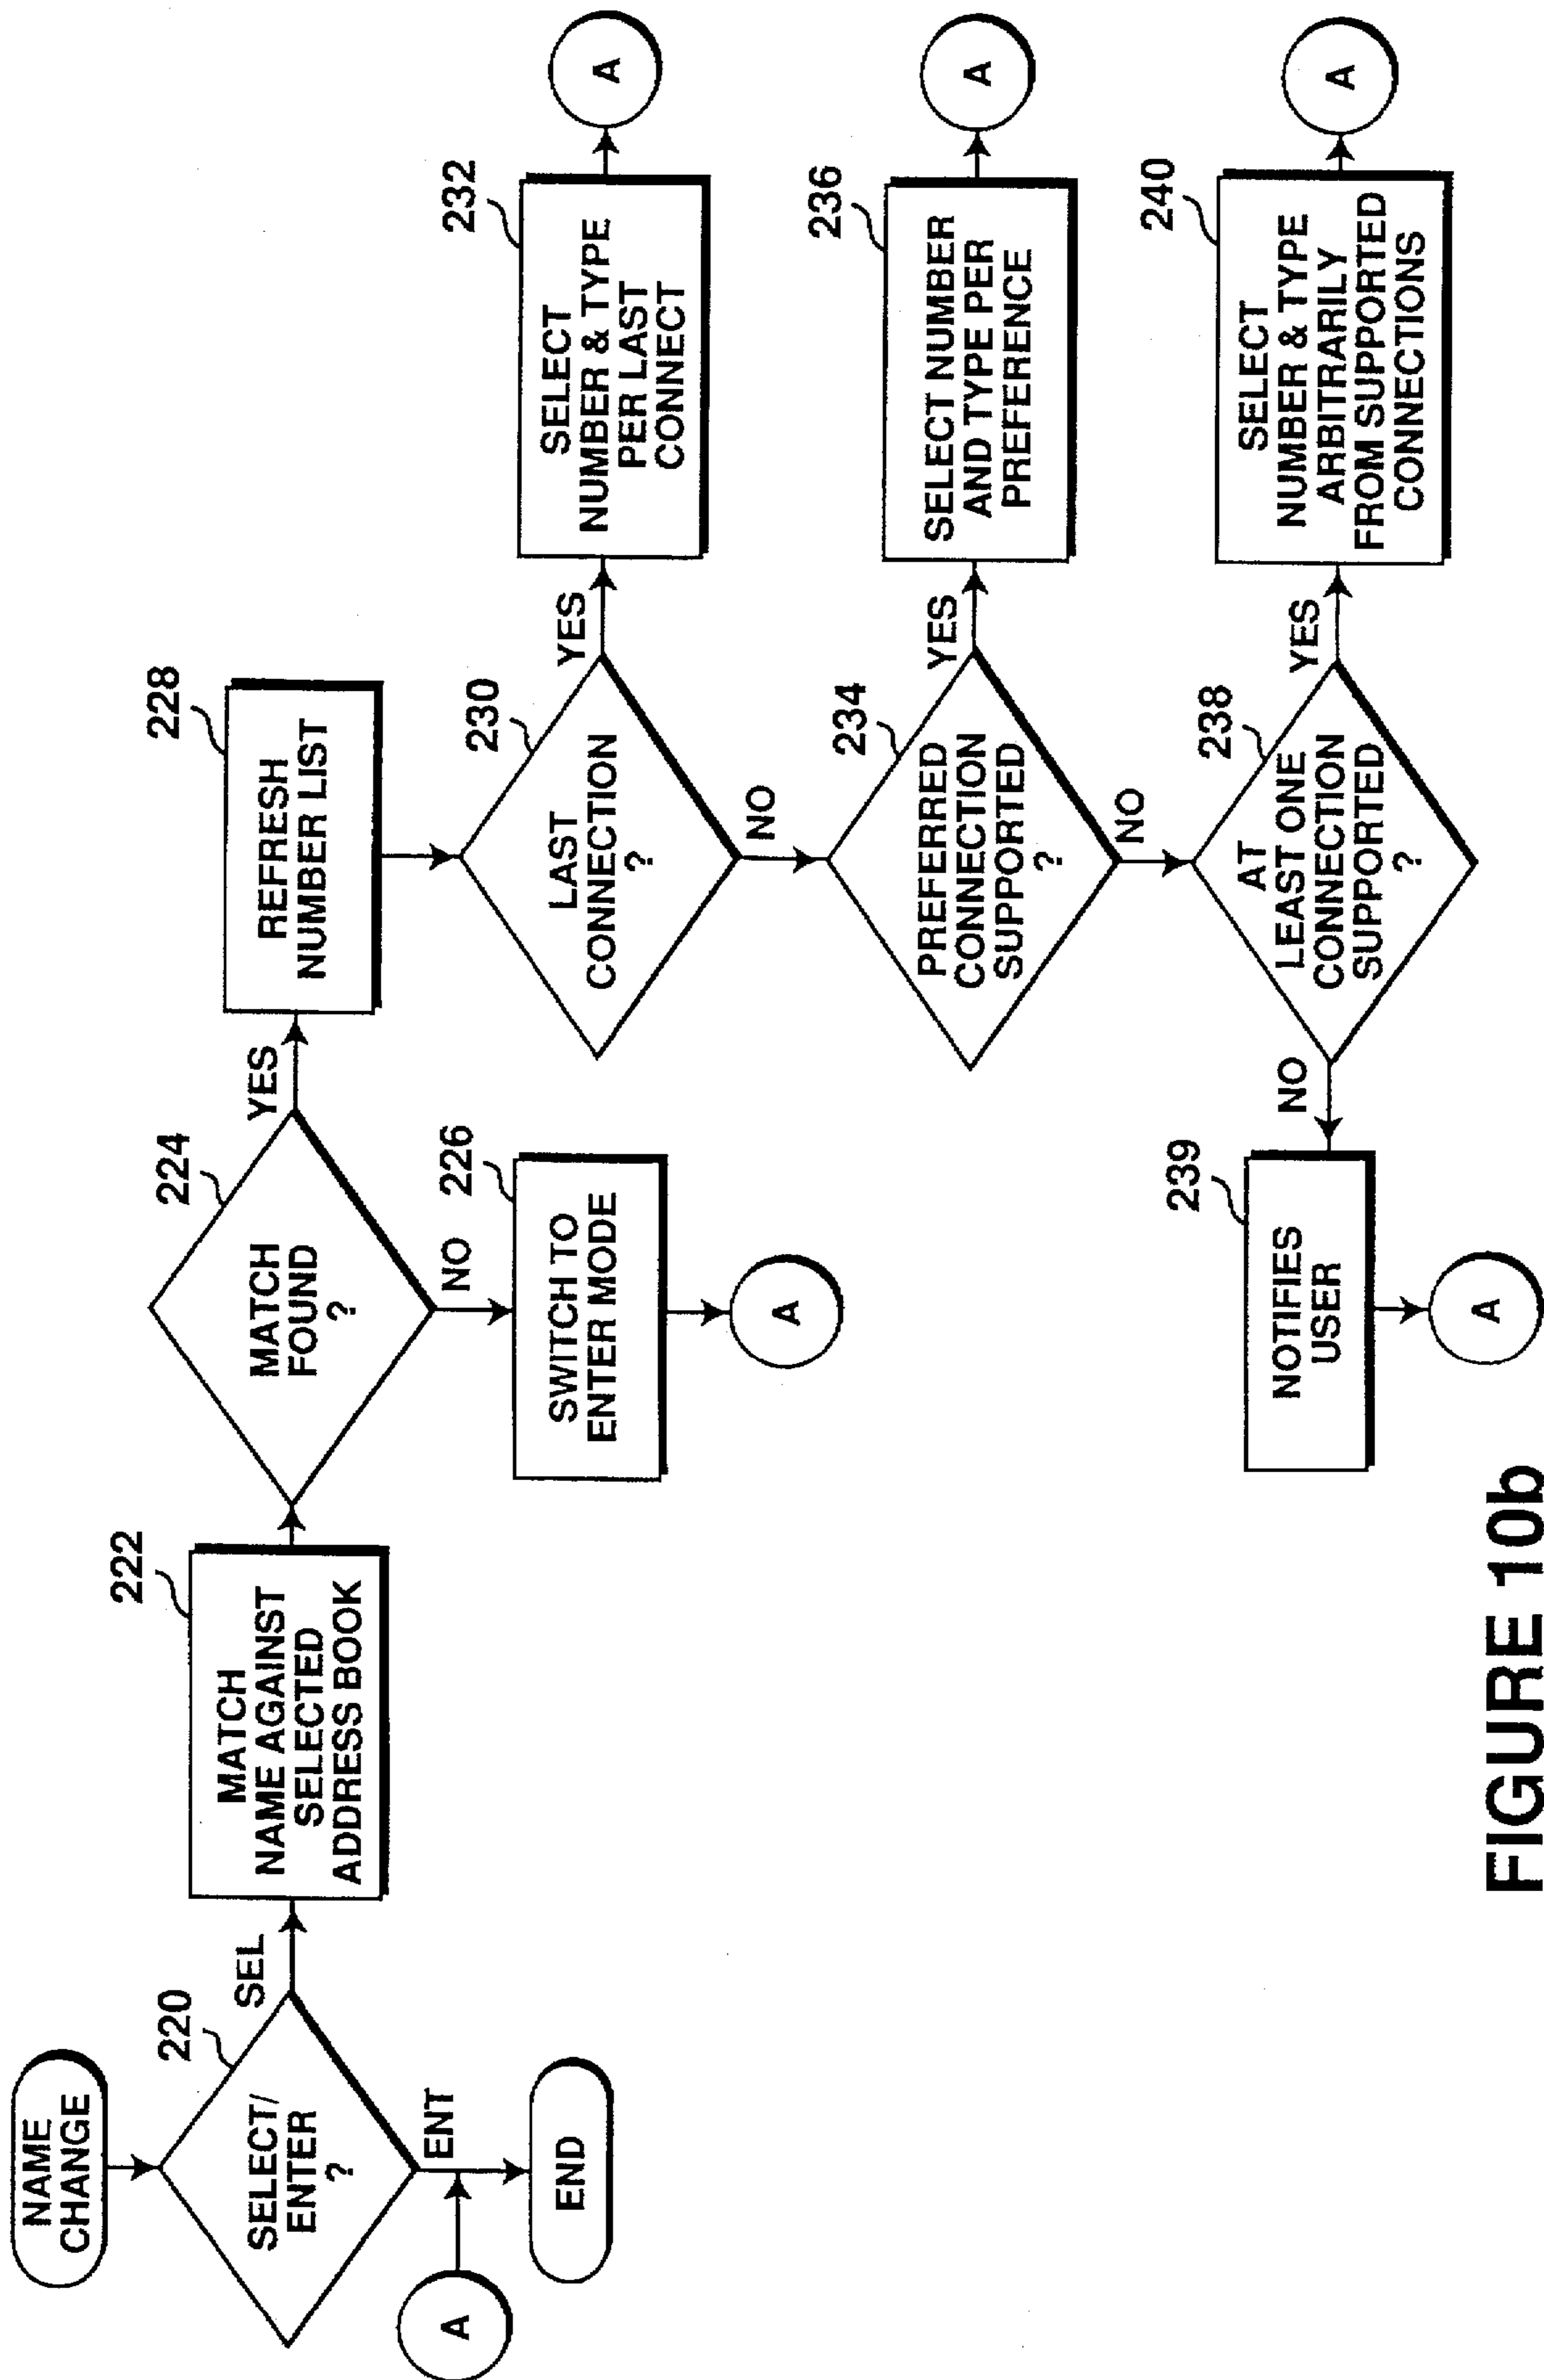 NAME
CHANGE
220
SELECT/
ENTER
?
SEL
ENT
A
END
222
MATCH
NAME AGAINST
SELECTED
ADDRESS BOOK
224
MATCH
FOUND
?
YES
NO
226
SWITCH TO
ENTER MODE
A
228
REFRESH
NUMBER LIST
230
LAST
CONNECTION
?
YES
NO
232
SELECT
NUMBER & TYPE
PER LAST
CONNECT
A
234
PREFERRED
CONNECTION
SUPPORTED
?
YES
NO
236
SELECT NUMBER
AND TYPE PER
PREFERENCE
A
238
AT
LEAST ONE
CONNECTION
SUPPORTED
?
YES
NO
239
NOTIFIES
USER
A
240
SELECT
NUMBER & TYPE
ARBITRARILY
FROM SUPPORTED
CONNECTIONS
A
FIGURE 10b